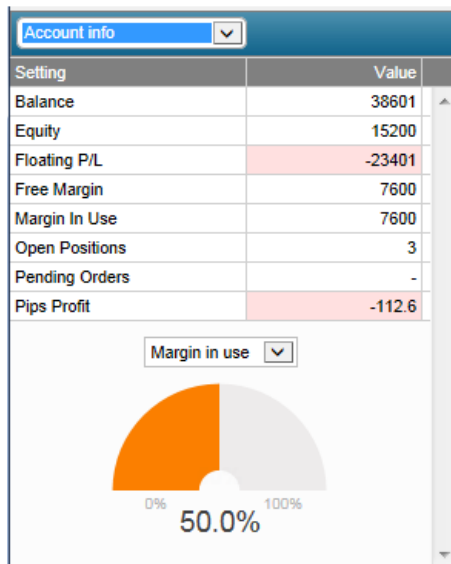 Account info
Setting Value
Balance 38601
Equity 15200
Floating P/L -23401
Free Margin 7600
Margin In Use 7600
Open Positions 3
Pending Orders -
Pips Profit -112.6
Margin in use
0% 100%
50.0%